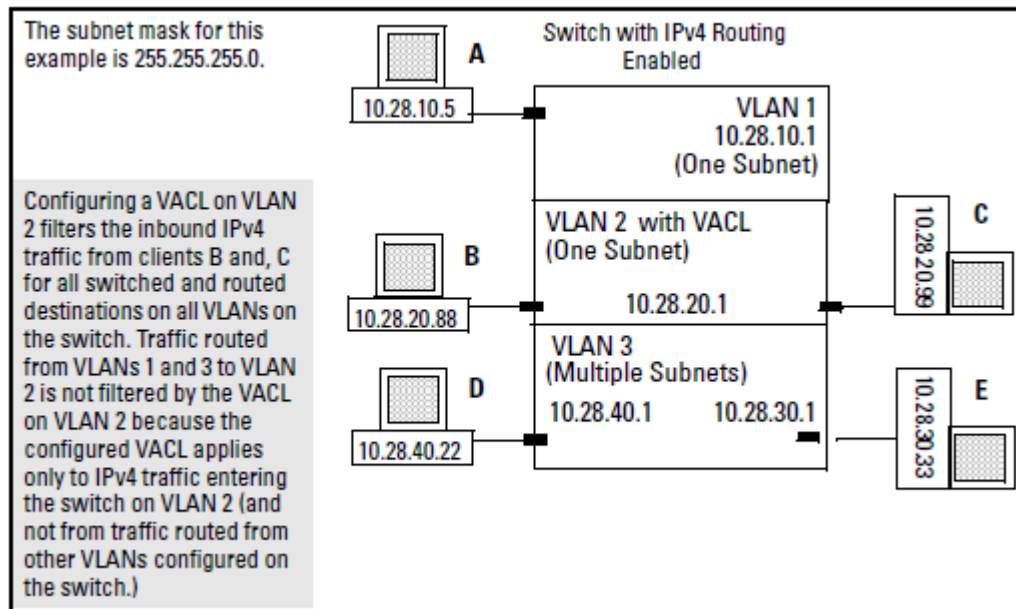 The subnet mask for this
example is 255.255.255.0.
Configuring a VACL on VLAN
2 filters the inbound IPv4
traffic from clients B and, C
for all switched and routed
destinations on all VLANs on
the switch. Traffic routed
from VLANs 1 and 3 to VLAN
2 is not filtered by the VACL
on VLAN 2 because the
configured VACL applies
only to IPv4 traffic entering
the switch on VLAN 2 (and
not from traffic routed from
other VLANs configured on
the switch.)
Switch with IPv4 Routing
Enabled
A
10.28.10.5
VLAN 1
10.28.10.1
(One Subnet)
B
10.28.20.88
VLAN 2 with VACL
(One Subnet)
10.28.20.1
C
10.28.20.99
D
10.28.40.22
VLAN 3
(Multiple Subnets)
10.28.40.1 10.28.30.1
E
10.28.30.33